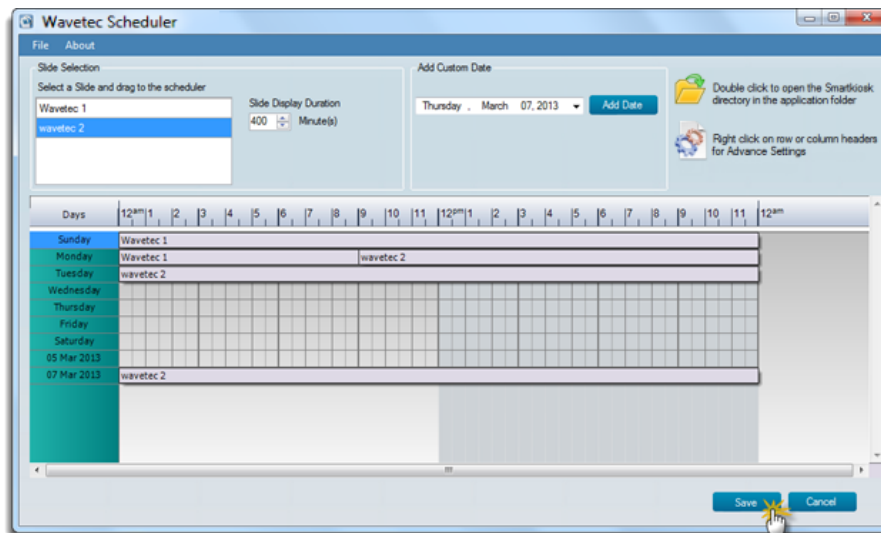 Wavetec Scheduler
File About
Slide Selection
Select a Slide and drag to the scheduler
Wavetec 1
wavetec 2
Slide Display Duration
400 Minute(s)
Add Custom Date
Thursday , March 07, 2013 Add Date
Double click to open the Smartkiosk
directory in the application folder
Right click on row or column headers
for Advance Settings
Days 12am 1 2 3 4 5 6 7 8 9 10 11 12pm 1 2 3 4 5 6 7 8 9 10 11 12am
Sunday Wavetec 1
Monday Wavetec 1 wavetec 2
Tuesday wavetec 2
Wednesday
Thursday
Friday
Saturday
05 Mar 2013
07 Mar 2013 wavetec 2
Save Cancel